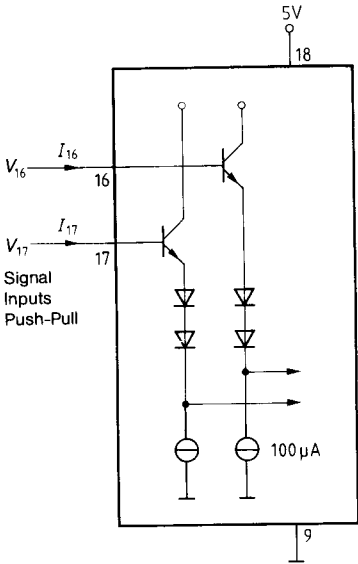 5V
18
V16
I16
16
V17
I17
17
Signal
Inputs
Push-Pull
100 µA
9